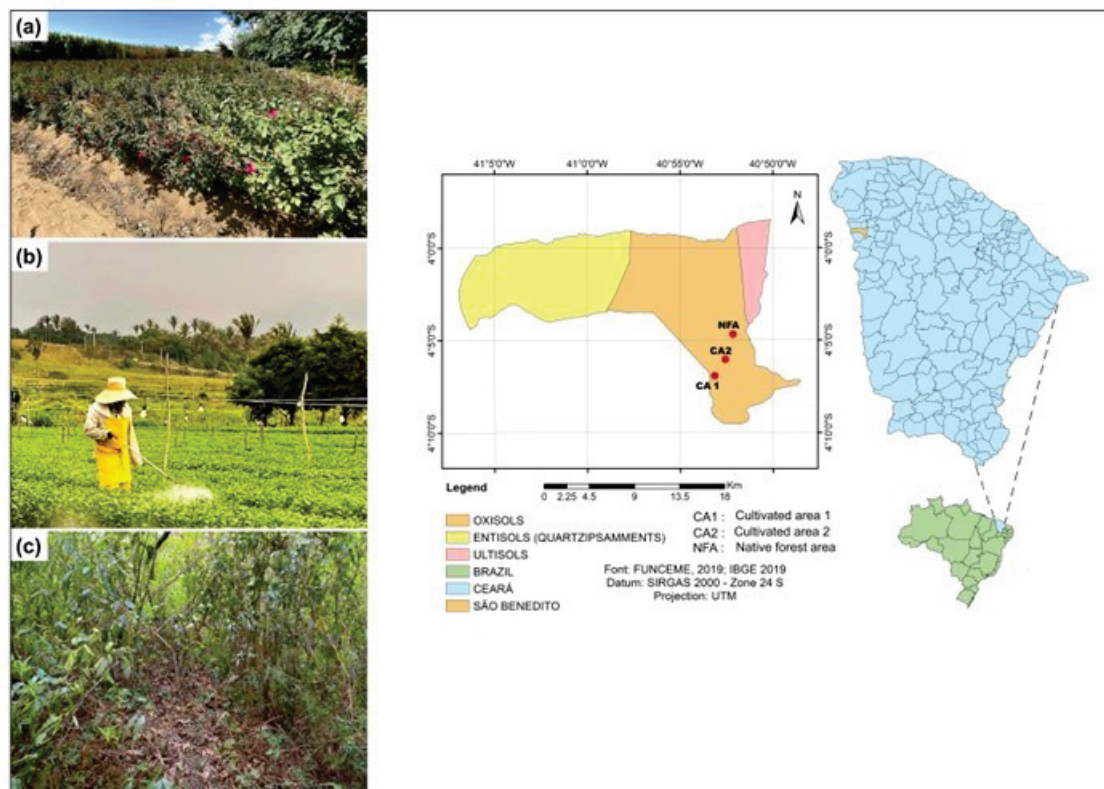 (a)
(b)
(c)
41°5'0"W 41°0'0"W 40°55'0"W 40°50'0"W
N
4°0'0"S 4°0'0"S
NFA
4°5'0"S 4°5'0"S
CA2
CA 1
4°10'0"S 4°10'0"S
Legend
Km
0 2.25 4.5 9 13.5 18
OXISOLS
ENTISOLS (QUARTZIPSAMMENTS)
ULTISOLS
BRAZIL
CEARÁ
SÃO BENEDITO
CA1 : Cultivated area 1
CA2 : Cultivated area 2
NFA : Native forest area
Font: FUNCEME, 2019; IBGE 2019
Datum: SIRGAS 2000 - Zone 24 S
Projection: UTM